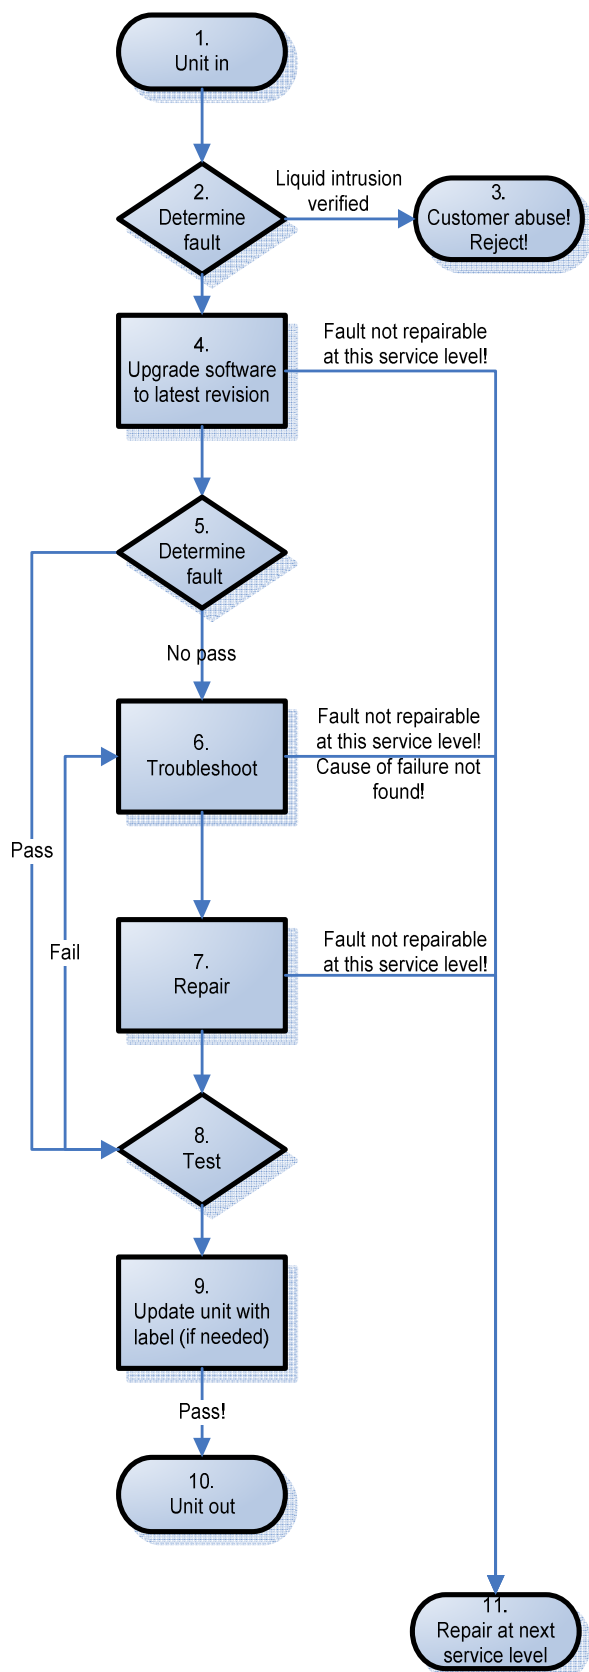 1.
Unit in
2.
Determine
fault
Liquid intrusion
verified
3.
Customer abuse!
Reject!
4.
Upgrade software
to latest revision
Fault not repairable
at this service level!
5.
Determine
fault
No pass
6.
Troubleshoot
Fault not repairable
at this service level!
Cause of failure not
found!
Pass
Fail
7.
Repair
Fault not repairable
at this service level!
8.
Test
9.
Update unit with
label (if needed)
Pass!
10.
Unit out
11.
Repair at next
service level